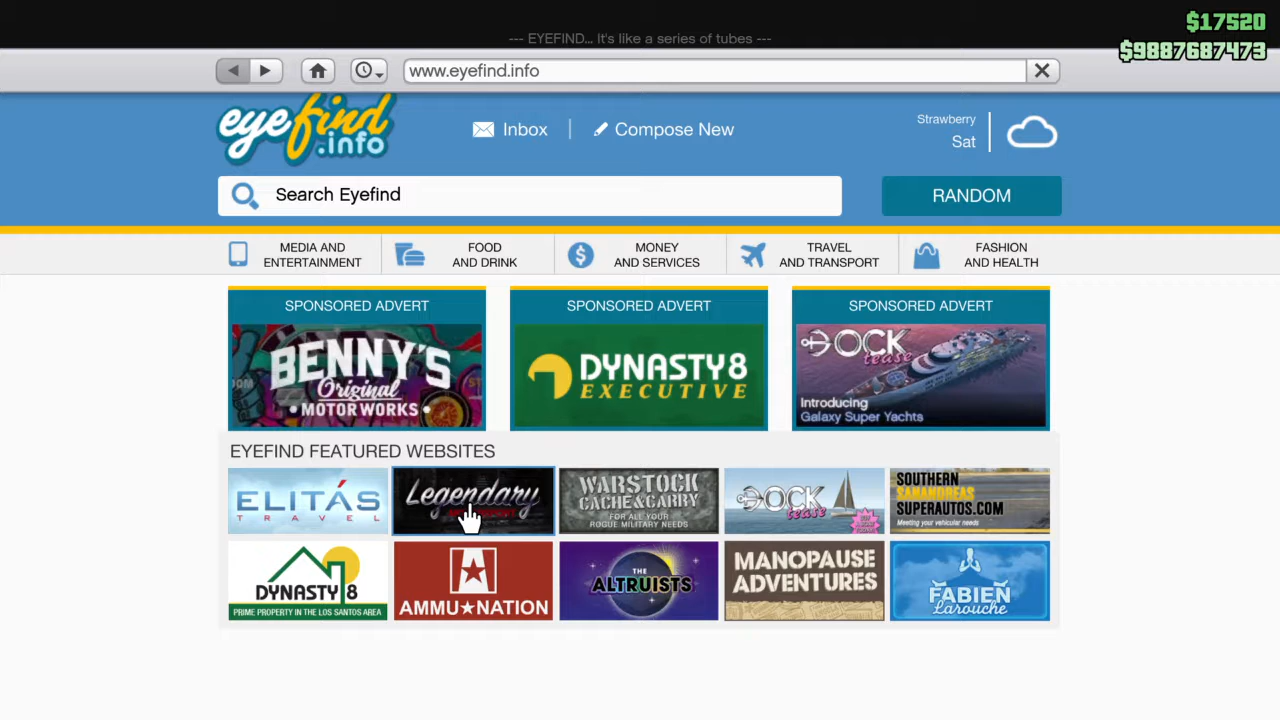 $17520
--- EYEFIND... It's like a series of tubes ---
$9887687473
www.eyefind.info
eyefind
.info
Inbox
Compose New
Strawberry
Sat
Search Eyefind
RANDOM
MEDIA AND
ENTERTAINMENT
FOOD
AND DRINK
MONEY
AND SERVICES
TRAVEL
AND TRANSPORT
FASHION
AND HEALTH
SPONSORED ADVERT
SPONSORED ADVERT
SPONSORED ADVERT
BENNY'S
Original
MOTOR WORKS
DYNASTY8
EXECUTIVE
DOCK
tease
Introducing
Galaxy Super Yachts
EYEFIND FEATURED WEBSITES
ELITÁS
TRAVEL
Legendary
WARSTOCK
CACHE&CARRY
FOR ALL YOUR
ROGUE MILITARY NEEDS
DOCK
tease
SOUTHERN
SANANDREAS
SUPERAUTOS.COM
Meeting your vehicular needs
DYNASTY 8
PRIME PROPERTY IN THE LOS SANTOS AREA
AMMU★NATION
THE
ALTRUISTS
MANOPAUSE
ADVENTURES
FABIEN
Larouche